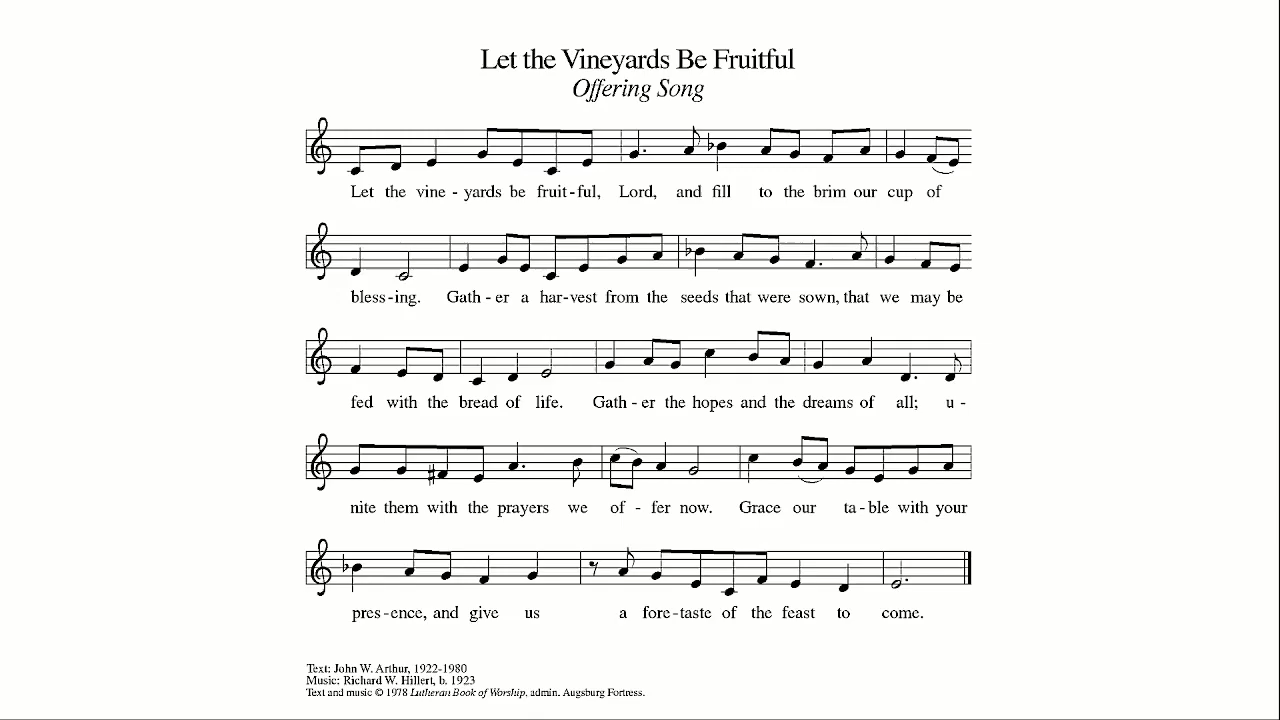 Let the Vineyards Be Fruitful
Offering Song
Let the vine - yards be fruit - ful, Lord, and fill to the brim our cup of
bless - ing. Gath - er a har - vest from the seeds that were sown, that we may be
fed with the bread of life. Gath - er the hopes and the dreams of all; u -
nite them with the prayers we of - fer now. Grace our ta - ble with your
pres - ence, and give us a fore - taste of the feast to come.
Text: John W. Arthur, 1922-1980
Music: Richard W. Hillert, b. 1923
Text and music © 1978 Lutheran Book of Worship, admin. Augsburg Fortress.